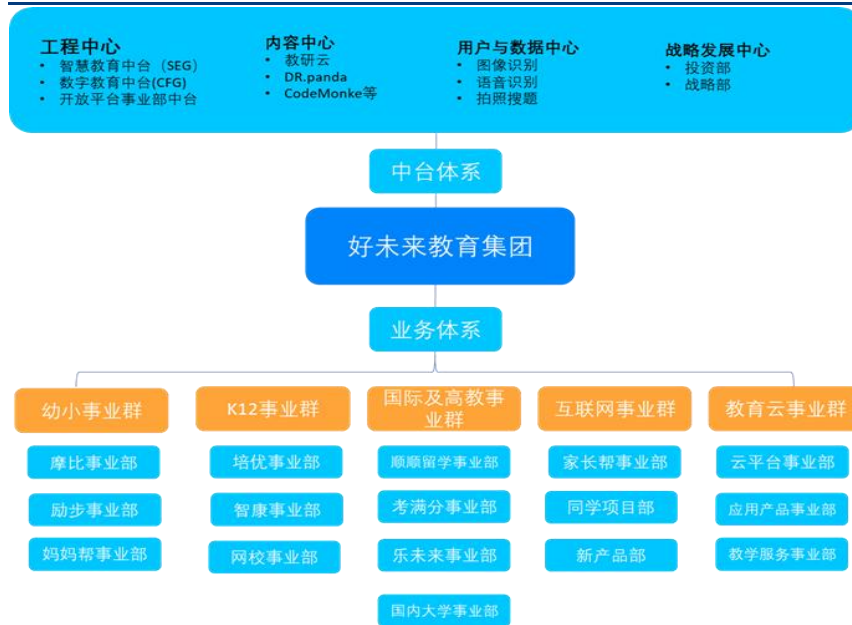 工程中心
• 智慧教育中台（SEG）
• 数字教育中台(CFG)
• 开放平台事业部中台
内容中心
• 教研云
• DR.panda
• CodeMonke等
用户与数据中心
• 图像识别
• 语音识别
• 拍照搜题
战略发展中心
• 投资部
• 战略部
中台体系
好未来教育集团
业务体系
幼小事业群
K12事业群
国际及高教事
业群
互联网事业群
教育云事业群
摩比事业部
培优事业部
顺顺留学事业部
家长帮事业部
云平台事业部
励步事业部
智康事业部
考满分事业部
同学项目部
应用产品事业部
妈妈帮事业部
网校事业部
乐未来事业部
新产品部
教学服务事业部
国内大学事业部